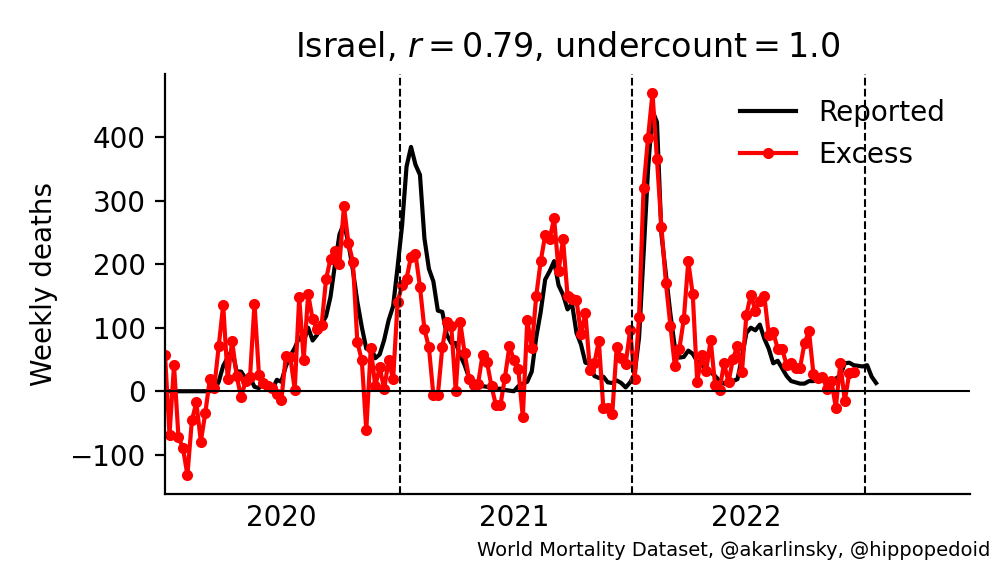 Israel, r = 0.79, undercount = 1.0
Reported
Excess
Weekly deaths
400
300
200
100
0
−100
2020 2021 2022
World Mortality Dataset, @akarlinsky, @hippopedoid